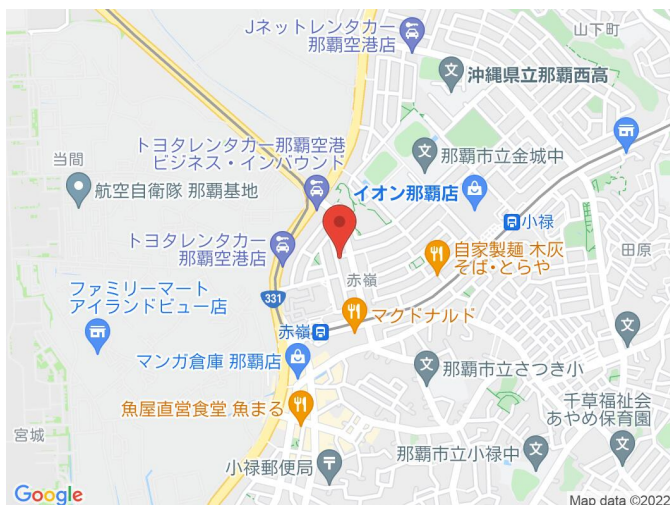 Jネットレンタカー
那覇空港店
山下町
沖縄県立那覇西高
トヨタレンタカー那覇空港
ビジネス・インバウンド
当間
航空自衛隊 那覇基地
那覇市立金城中
イオン那覇店
小禄
トヨタレンタカー
那覇空港店
自家製麺 木灰
そば・とらや
田原
赤嶺
331
ファミリーマート
アイランドビュー店
マクドナルド
赤嶺
マンガ倉庫 那覇店
那覇市立さつき小
魚屋直営食堂 魚まる
千草福祉会
あやめ保育園
宮城
小禄郵便局
那覇市立小禄中
Google
Map data ©2022